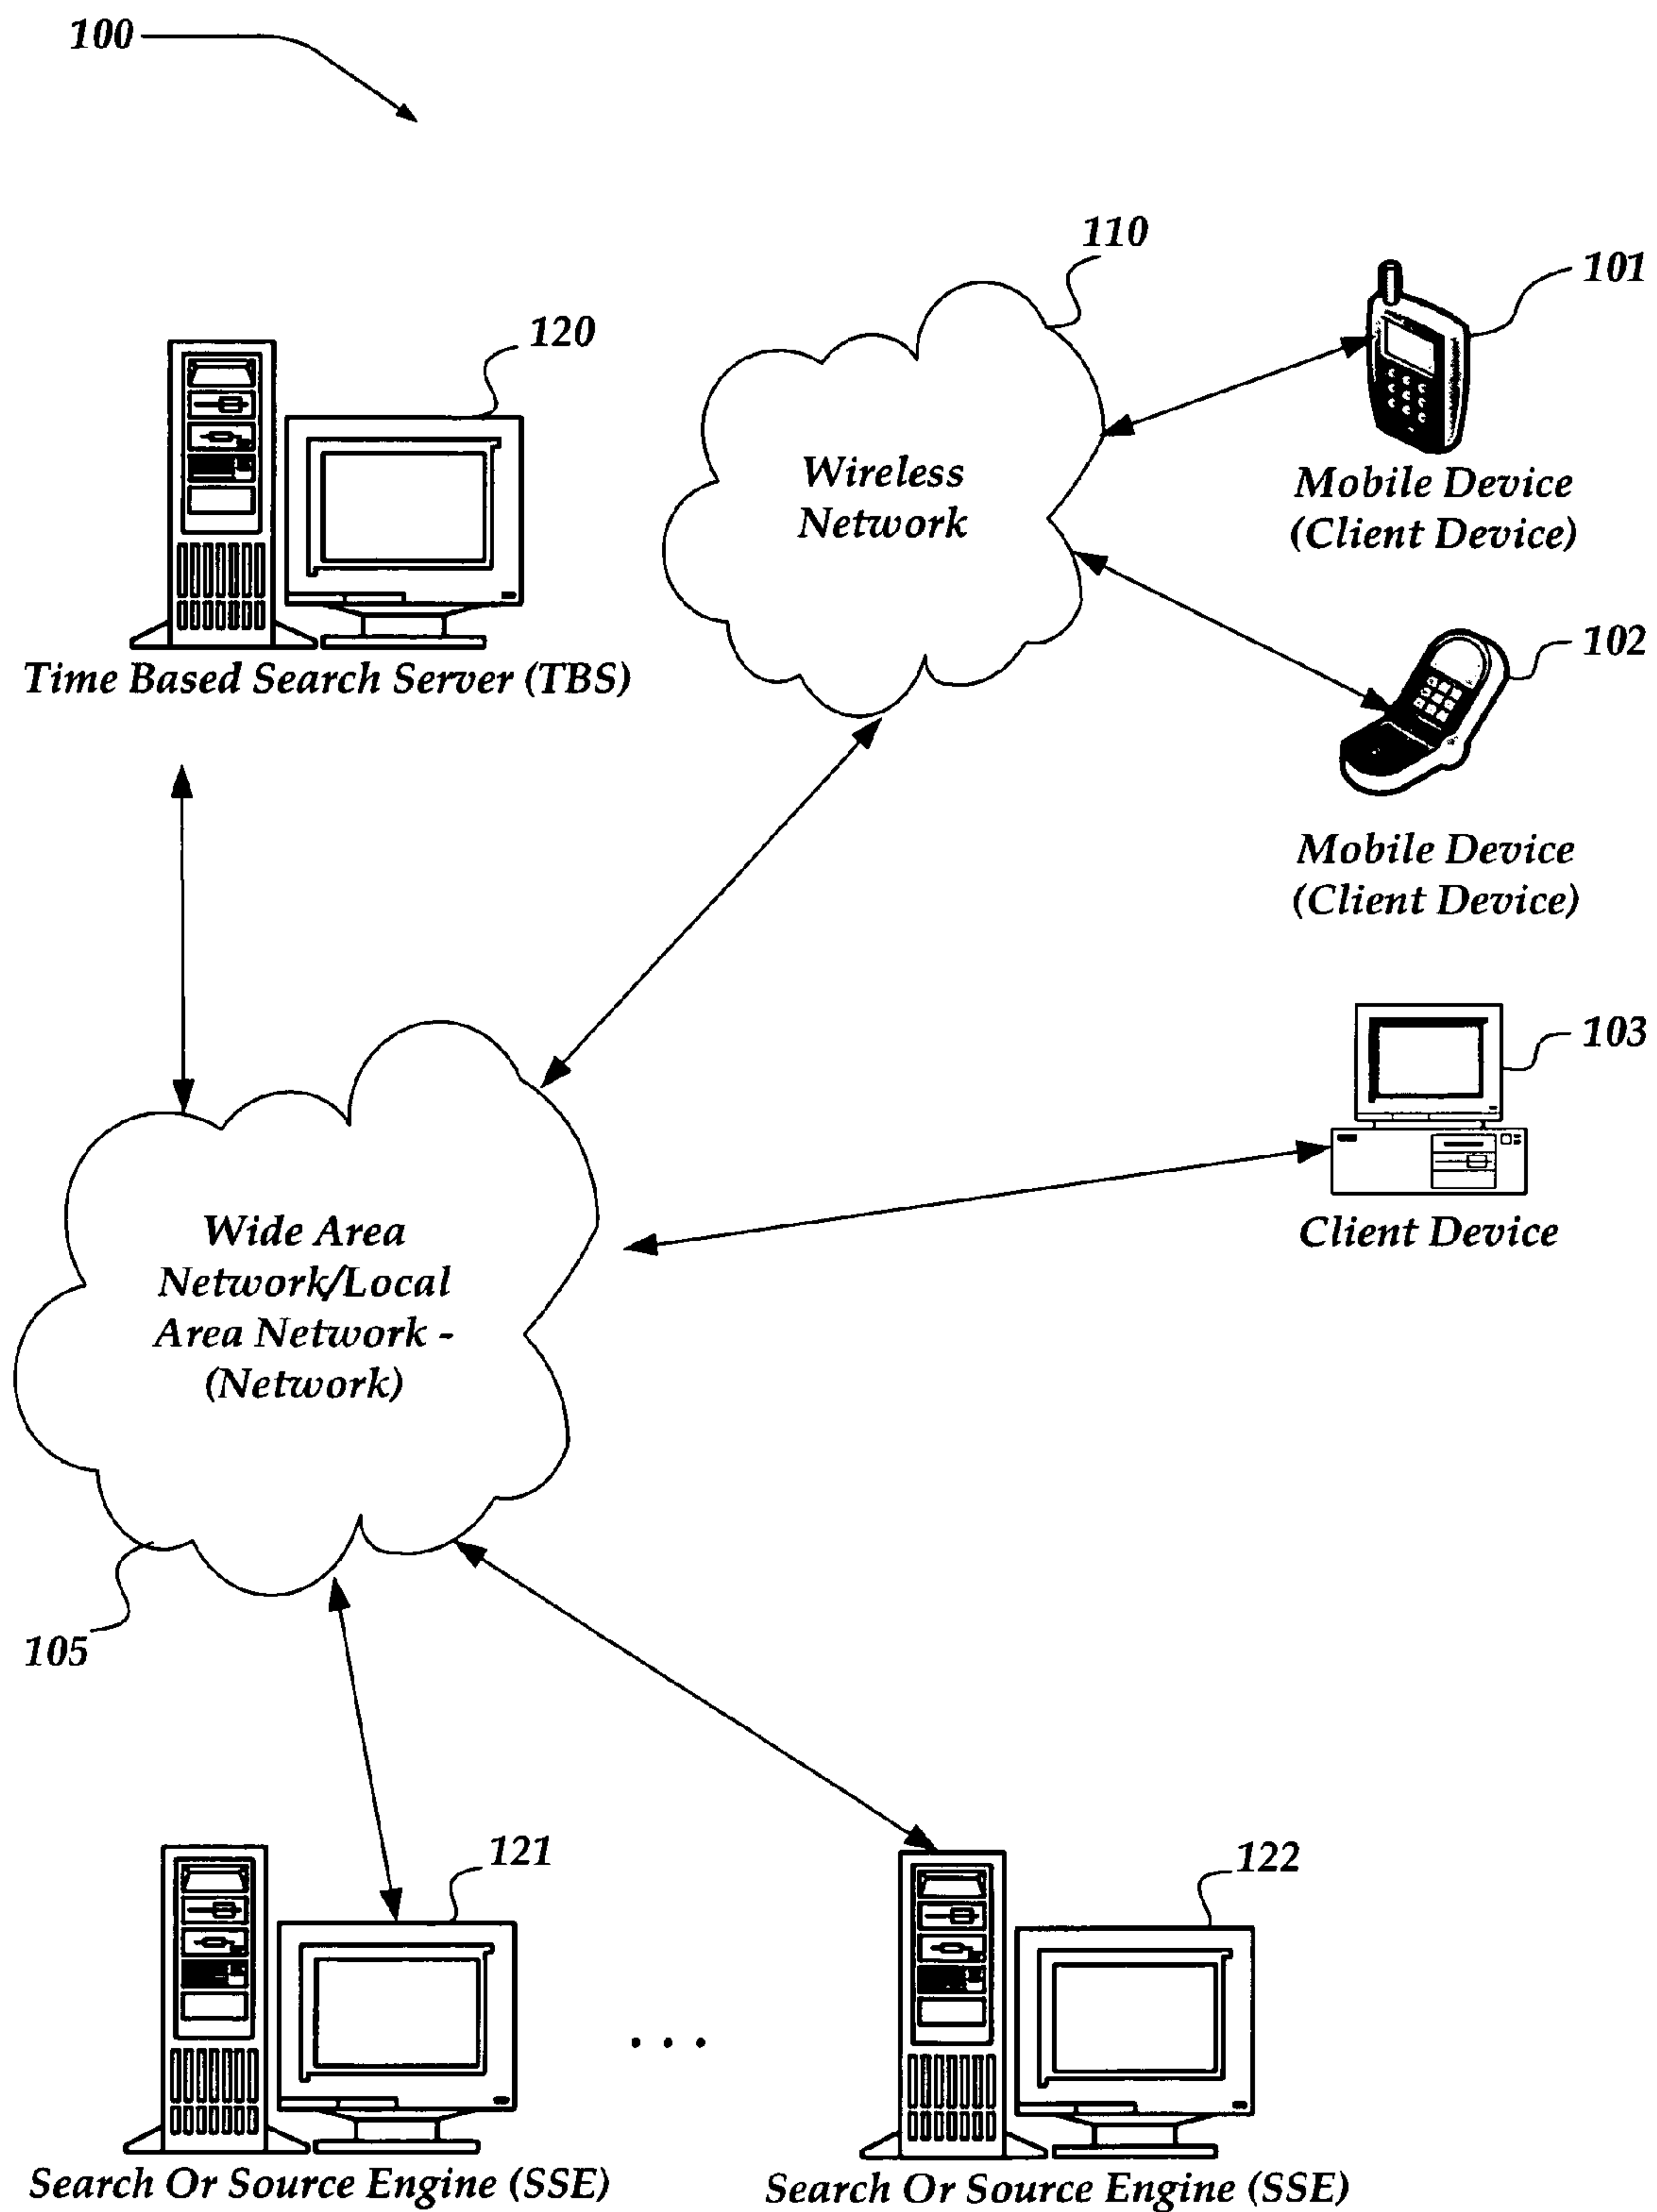 100
110
101
120
Wireless
Network
Mobile Device
(Client Device)
102
Time Based Search Server (TBS)
Mobile Device
(Client Device)
103
Client Device
Wide Area
Network/Local
Area Network -
(Network)
105
121
122
. . .
Search Or Source Engine (SSE)
Search Or Source Engine (SSE)